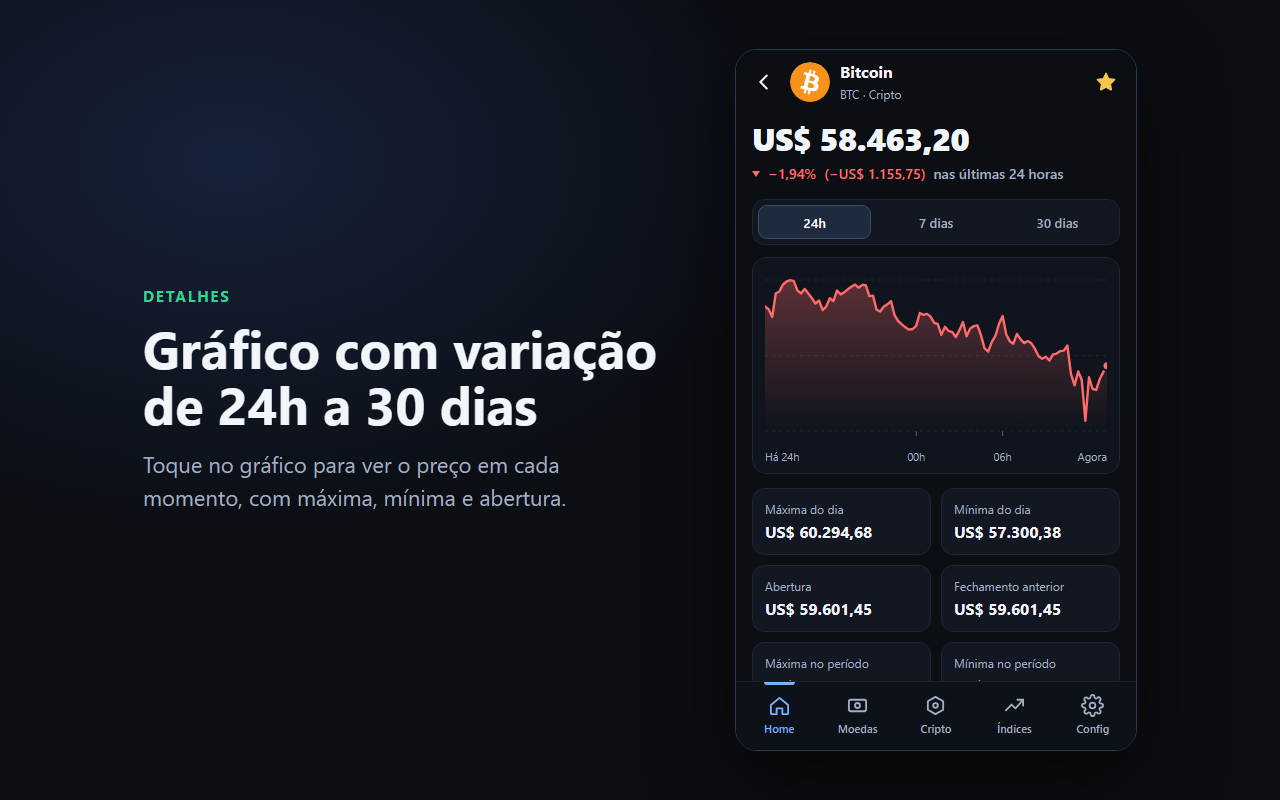 DETALHES
Gráfico com variação
de 24h a 30 dias
Toque no gráfico para ver o preço em cada
momento, com máxima, mínima e abertura.
Bitcoin
BTC · Cripto
US$ 58.463,20
−1,94% (−US$ 1.155,75) nas últimas 24 horas
24h 7 dias 30 dias
Há 24h 00h 06h Agora
Máxima do dia
US$ 60.294,68
Mínima do dia
US$ 57.300,38
Abertura
US$ 59.601,45
Fechamento anterior
US$ 59.601,45
Máxima no período
Mínima no período
Home Moedas Cripto Índices Config